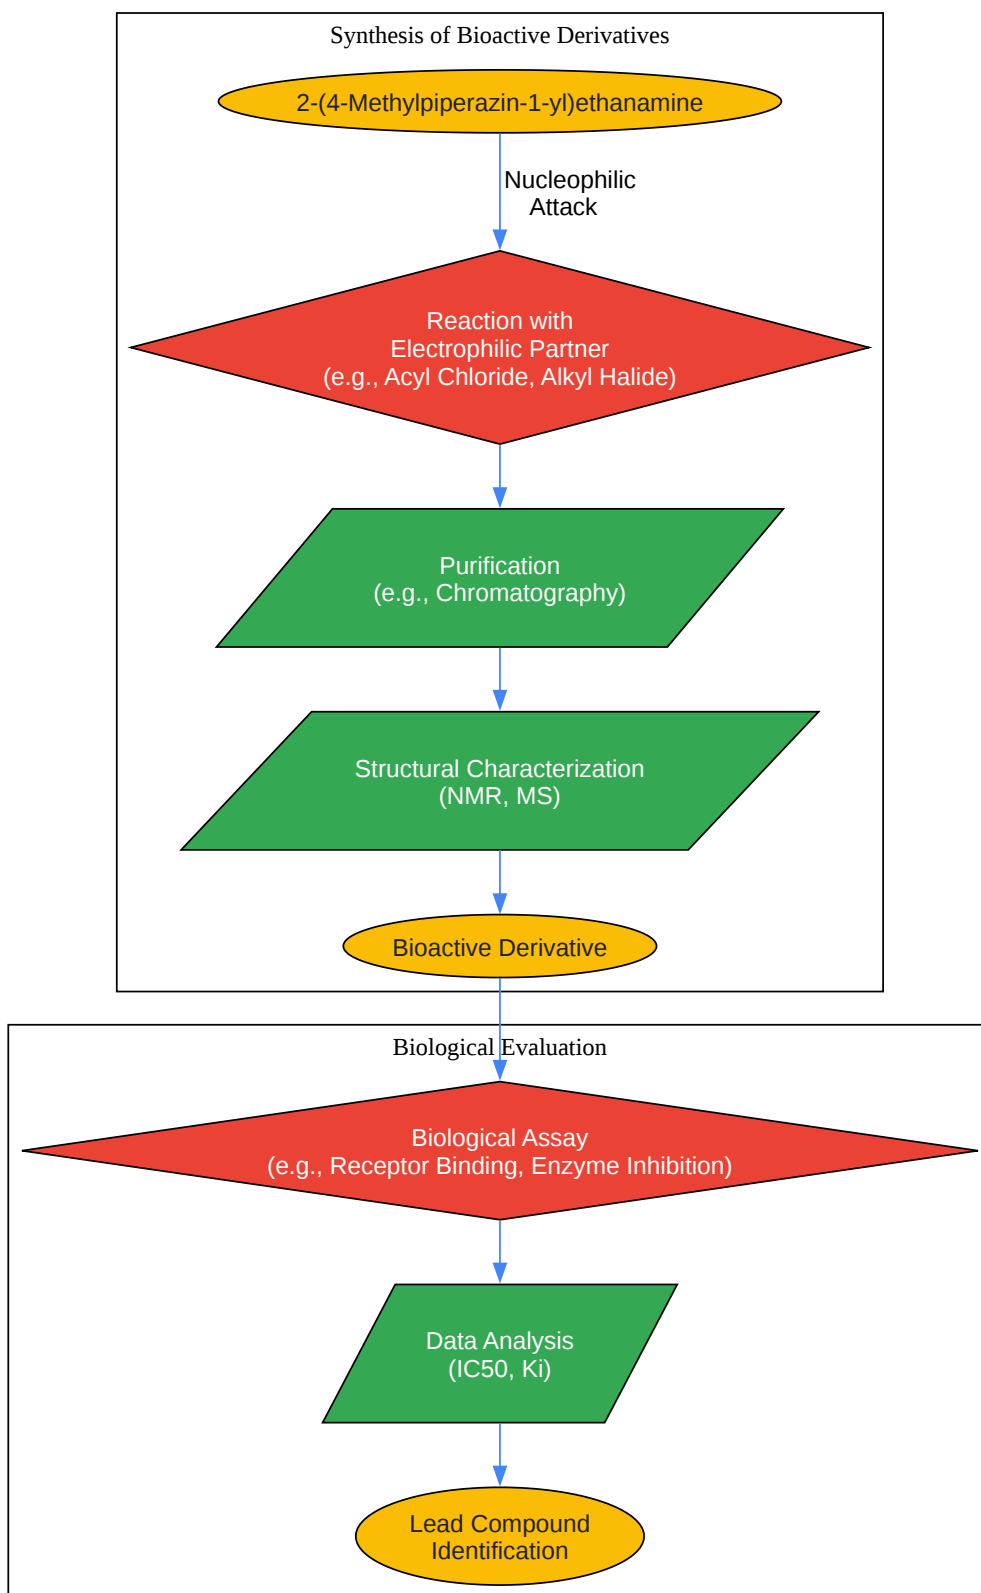 Synthesis of Bioactive Derivatives
2-(4-Methylpiperazin-1-yl)ethanamine
Nucleophilic
Attack
Reaction with
Electrophilic Partner
(e.g., Acyl Chloride, Alkyl Halide)
Purification
(e.g., Chromatography)
Structural Characterization
(NMR, MS)
Bioactive Derivative
Biological Evaluation
Biological Assay
(e.g., Receptor Binding, Enzyme Inhibition)
Data Analysis
(IC50, Ki)
Lead Compound
Identification